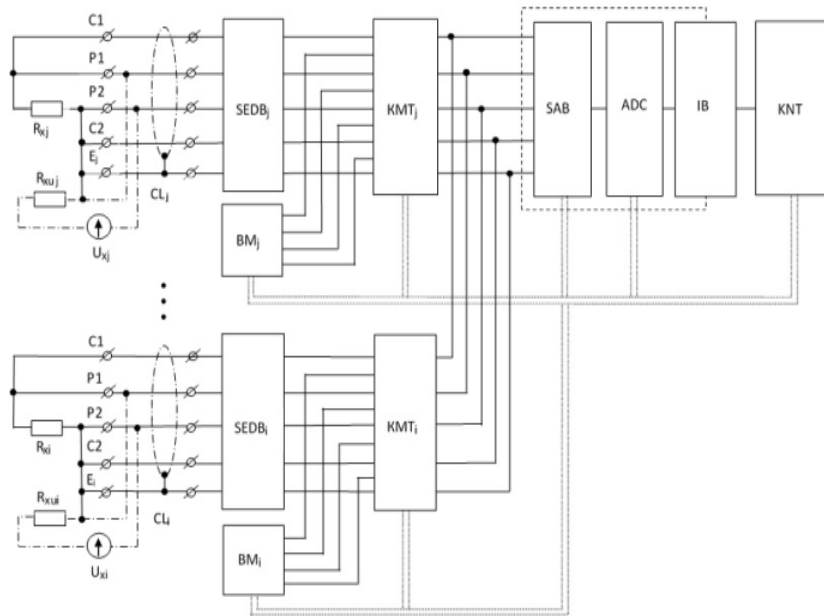 C1
P1
P2
C2
Ej
Rxj
Rxuj
Uxj
CLj
SEDBj
BMj
KMTj
SAB
ADC
IB
KNT
C1
P1
P2
C2
Ei
Rxi
Rxui
Uxi
CLi
SEDBi
BMi
KMTi